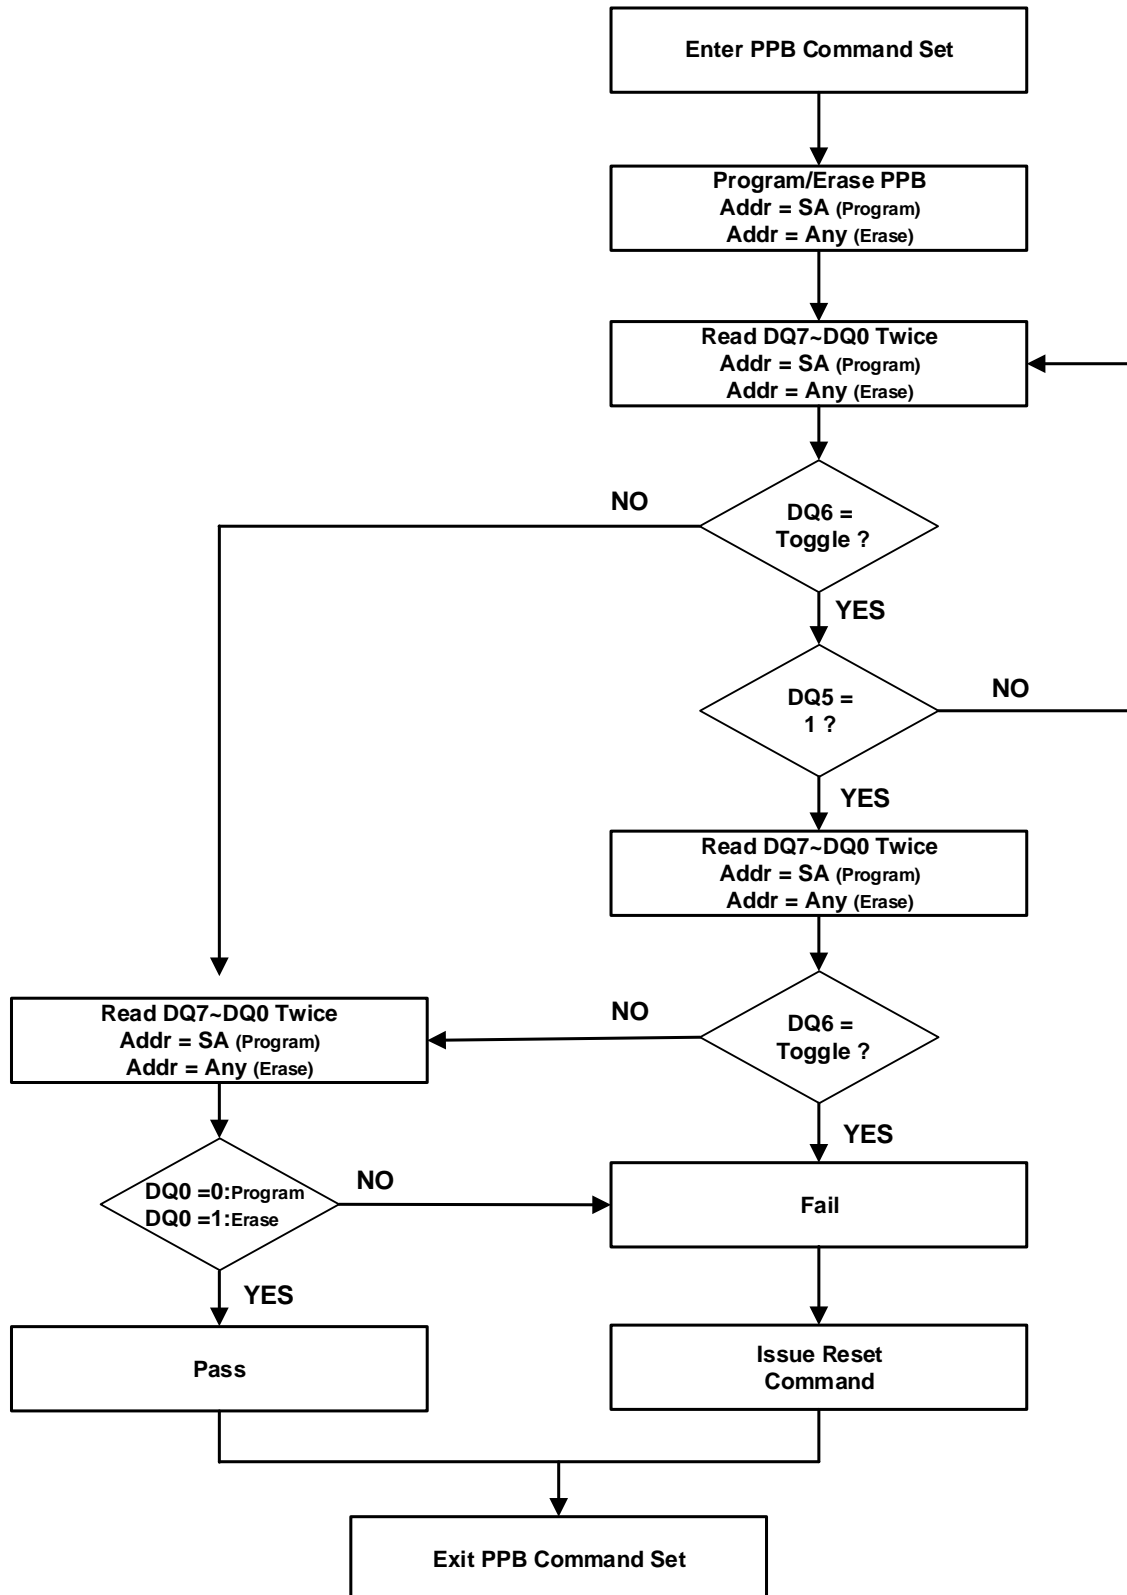 Enter PPB Command Set
Program/Erase PPB
Addr = SA (Program)
Addr = Any (Erase)
Read DQ7~DQ0 Twice
Addr = SA (Program)
Addr = Any (Erase)
NO
DQ6 =
Toggle ?
YES
DQ5 =
1 ?
NO
YES
Read DQ7~DQ0 Twice
Addr = SA (Program)
Addr = Any (Erase)
Read DQ7~DQ0 Twice
Addr = SA (Program)
Addr = Any (Erase)
NO
DQ6 =
Toggle ?
YES
DQ0 =0:Program
DQ0 =1:Erase
NO
Fail
YES
Pass
Issue Reset
Command
Exit PPB Command Set